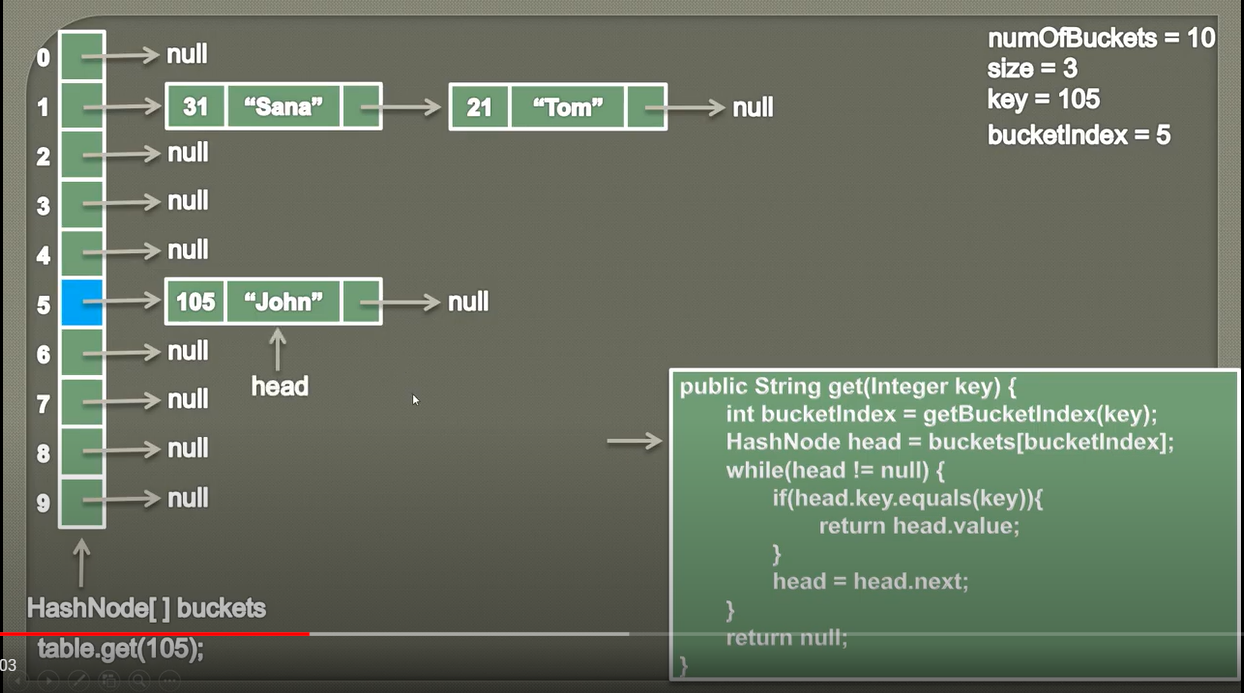 numOfBuckets = 10
size = 3
key = 105
bucketIndex = 5
0 null
1 31 “Sana” 21 “Tom” null
2 null
3 null
4 null
5 105 “John” null
6 null
head
7 null
8 null
9 null
HashNode[ ] buckets
table.get(105);
03
public String get(Integer key) {
int bucketIndex = getBucketIndex(key);
HashNode head = buckets[bucketIndex];
while(head != null) {
if(head.key.equals(key)){
return head.value;
}
head = head.next;
}
return null;
}